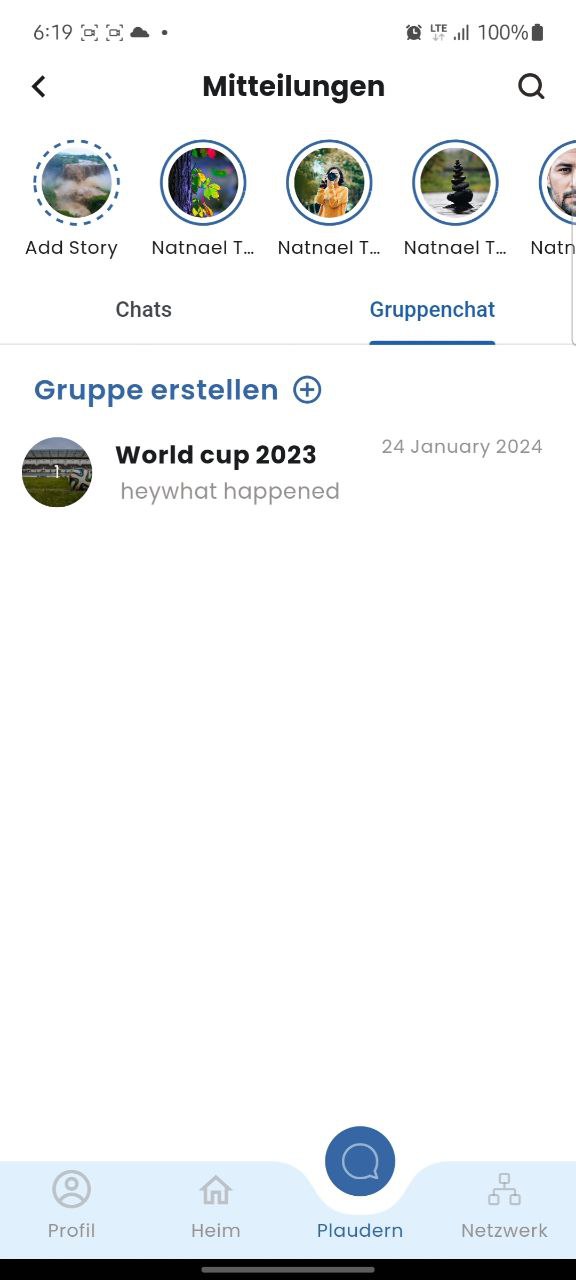 6:19 LTE 100%
Mitteilungen
Add Story Natnael T... Natnael T... Natnael T... Natn
Chats Gruppenchat
Gruppe erstellen
World cup 2023 24 January 2024
heywhat happened
Profil Heim Plaudern Netzwerk